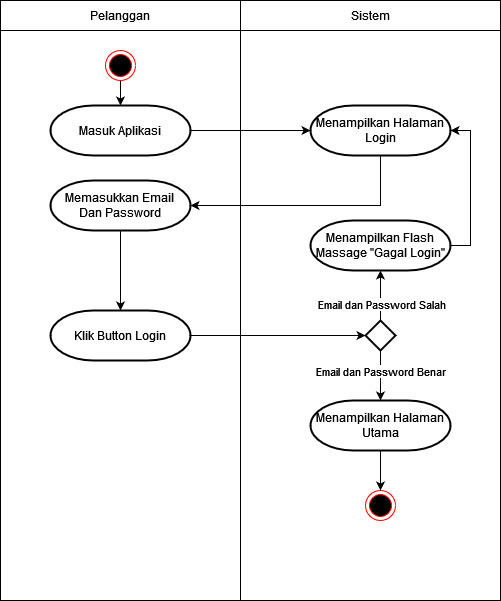 Pelanggan
Sistem
Masuk Aplikasi
Menampilkan Halaman
Login
Memasukkan Email
Dan Password
Menampilkan Flash
Massage "Gagal Login"
Email dan Password Salah
Klik Button Login
Email dan Password Benar
Menampilkan Halaman
Utama